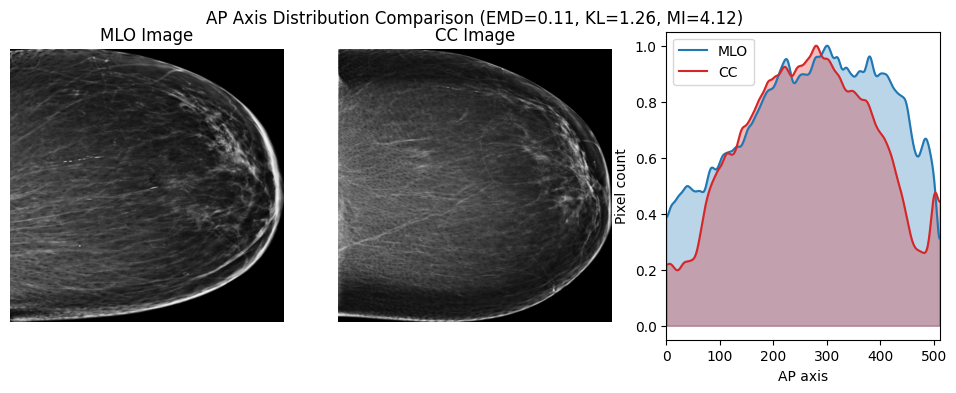 AP Axis Distribution Comparison (EMD=0.11, KL=1.26, MI=4.12)
MLO Image
CC Image
MLO
CC
Pixel count
1.0
0.8
0.6
0.4
0.2
0.0
0 100 200 300 400 500
AP axis